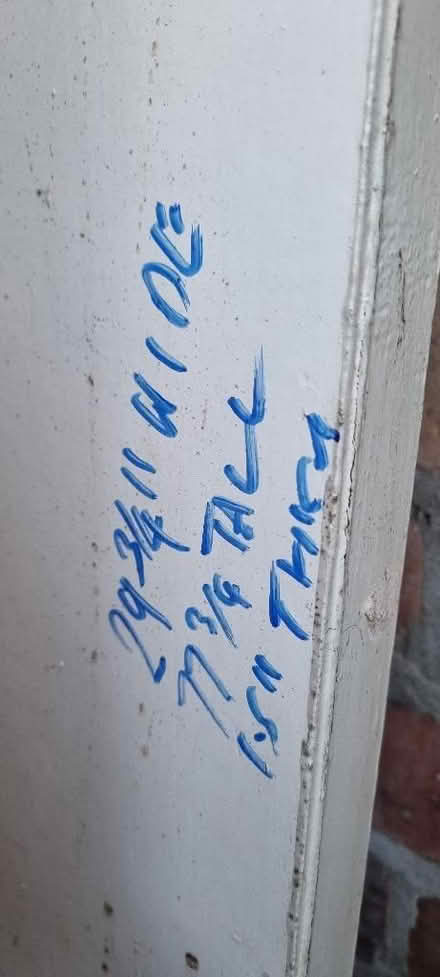 29 3/4" WIDE
77 3/4 TALL
1.5" THICK